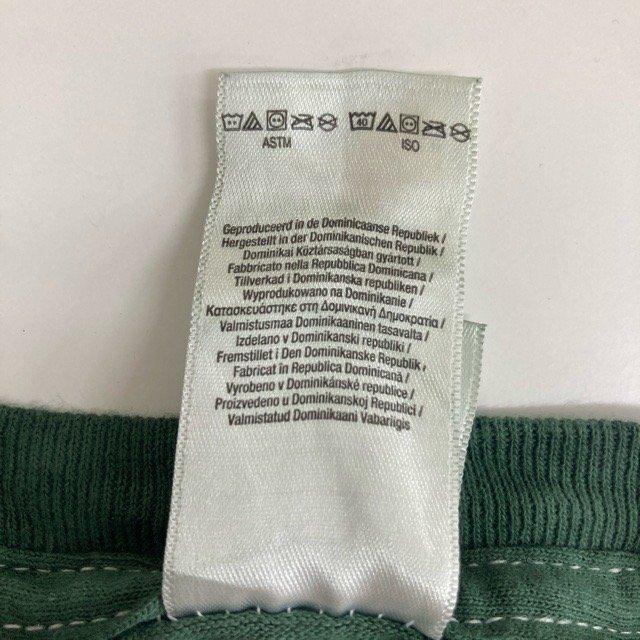 40
ASTM ISO
Geproduceerd in de Dominicaanse Republiek /
Hergestellt in der Dominikanischen Republik /
Dominikai Köztársaságban gyártott /
Fabbricato nella Repubblica Dominicana /
Tillverkad i Dominikanska republiken /
Wyprodukowano na Dominikanie /
Κατασκευάστηκε στη Δομινικανή Δημοκρατία /
Valmistusmaa Dominikaaninen tasavalta /
Izdelano v Dominikanski republiki /
Fremstillet i Den Dominikanske Republik /
Fabricat în Republica Dominicană /
Vyrobeno v Dominikánské republice /
Proizvedeno u Dominikanskoj Republici /
Valmistatud Dominikaani Vabariigis